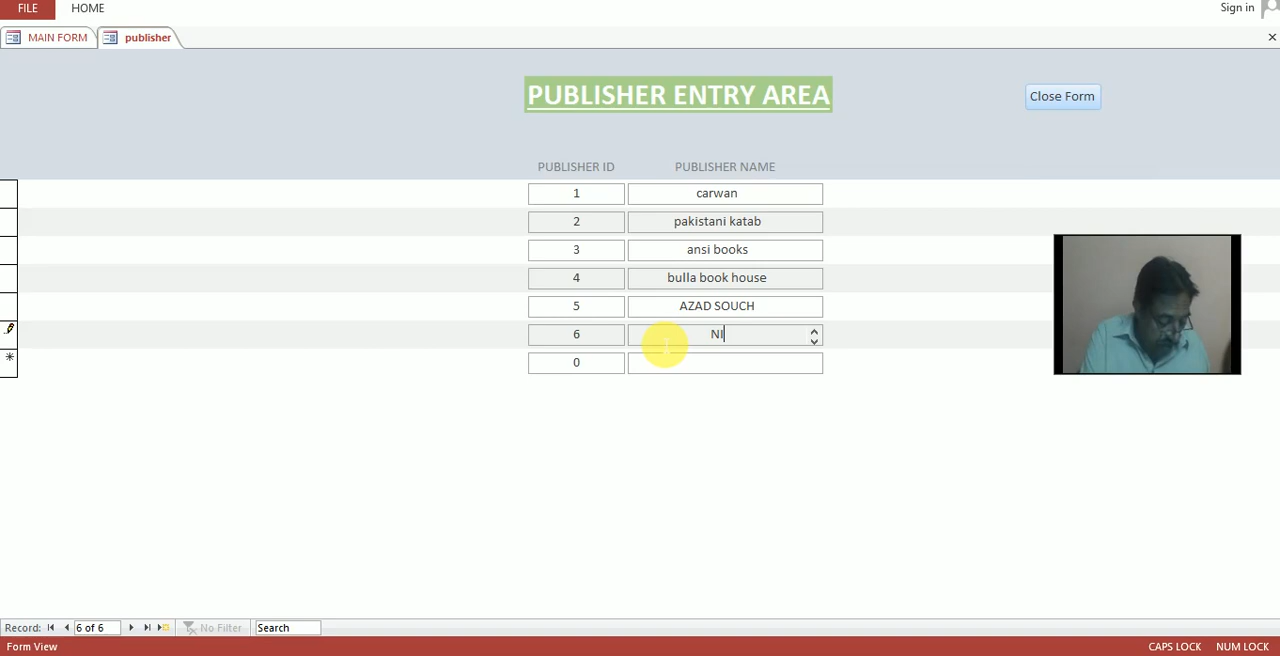 FILE HOME Sign in
MAIN FORM publisher
PUBLISHER ENTRY AREA
Close Form
PUBLISHER ID PUBLISHER NAME
1 carwan
2 pakistani katab
3 ansi books
4 bulla book house
5 AZAD SOUCH
6 NI
0
Record: 6 of 6 No Filter Search
Form View CAPS LOCK NUM LOCK